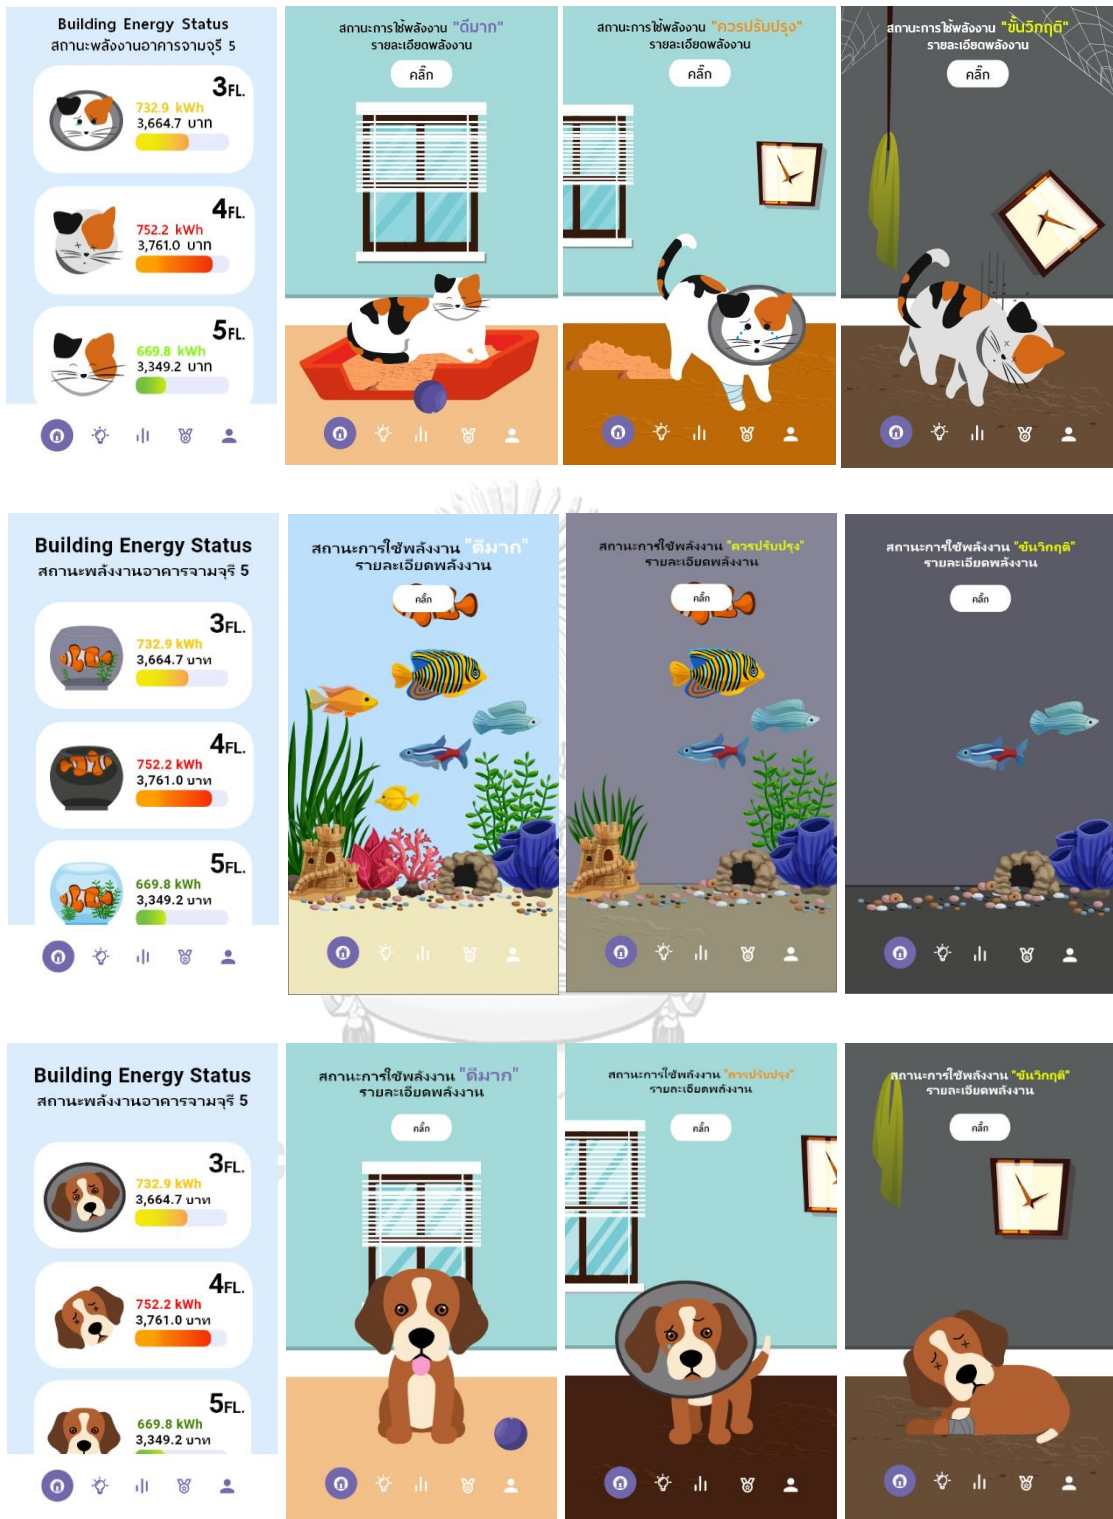 Building Energy Status
สถานะพลังงานอาคารจามจุรี 5
3FL.
732.9 kWh
3,664.7 บาท
4FL.
752.2 kWh
3,761.0 บาท
5FL.
669.8 kWh
3,349.2 บาท
สถานะการใช้พลังงาน "ดีมาก"
รายละเอียดพลังงาน
คลิ๊ก
สถานะการใช้พลังงาน "ควรปรับปรุง"
รายละเอียดพลังงาน
คลิ๊ก
สถานะการใช้พลังงาน "ขั้นวิกฤติ"
รายละเอียดพลังงาน
คลิ๊ก
Building Energy Status
สถานะพลังงานอาคารจามจุรี 5
3FL.
732.9 kWh
3,664.7 บาท
4FL.
752.2 kWh
3,761.0 บาท
5FL.
669.8 kWh
3,349.2 บาท
สถานะการใช้พลังงาน "ดีมาก"
รายละเอียดพลังงาน
คลิ๊ก
สถานะการใช้พลังงาน "ควรปรับปรุง"
รายละเอียดพลังงาน
คลิ๊ก
สถานะการใช้พลังงาน "ขั้นวิกฤติ"
รายละเอียดพลังงาน
คลิ๊ก
Building Energy Status
สถานะพลังงานอาคารจามจุรี 5
3FL.
732.9 kWh
3,664.7 บาท
4FL.
752.2 kWh
3,761.0 บาท
5FL.
669.8 kWh
3,349.2 บาท
สถานะการใช้พลังงาน "ดีมาก"
รายละเอียดพลังงาน
คลิ๊ก
สถานะการใช้พลังงาน "ควรปรับปรุง"
รายละเอียดพลังงาน
คลิ๊ก
สถานะการใช้พลังงาน "ขั้นวิกฤติ"
รายละเอียดพลังงาน
คลิ๊ก